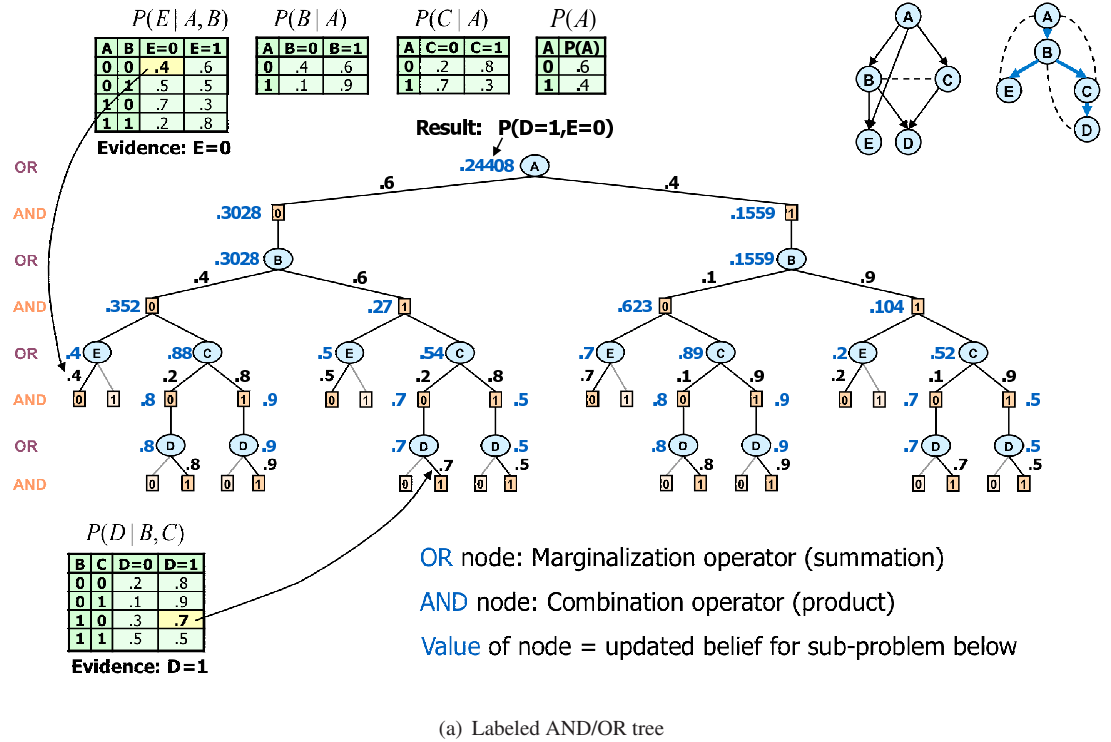 P(E | A, B) P(B | A) P(C | A) P(A)
A B E=0 E=1
0 0 .4 .6
0 1 .5 .5
1 0 .7 .3
1 1 .2 .8
Evidence: E=0
A B=0 B=1
0 .4 .6
1 .1 .9
A C=0 C=1
0 .2 .8
1 .7 .3
A P(A)
0 .6
1 .4
A
B C
E D
A
B
E C
D
Result: P(D=1,E=0)
OR .24408 A
.6 .4
AND .3028 0 .1559 1
OR .3028 B .1559 B
.4 .6 .1 .9
AND .352 0 .27 1 .623 0 .104 1
OR .4 E .88 C .5 E .54 C .7 E .89 C .2 E .52 C
.4 .2 .8 .5 .2 .8 .7 .1 .9 .2 .1 .9
AND 0 1 .8 0 1 .9 0 1 .7 0 1 .5 0 1 .8 0 1 .9 0 1 .7 0 1 .5
OR .8 D D .9 .7 D D .5 .8 D D .9 .7 D D .5
.8 .9 .7 .5 .8 .9 .7 .5
AND 0 1 0 1 0 1 0 1 0 1 0 1 0 1 0 1
P(D | B, C)
B C D=0 D=1
0 0 .2 .8
0 1 .1 .9
1 0 .3 .7
1 1 .5 .5
Evidence: D=1
OR node: Marginalization operator (summation)
AND node: Combination operator (product)
Value of node = updated belief for sub-problem below
(a) Labeled AND/OR tree